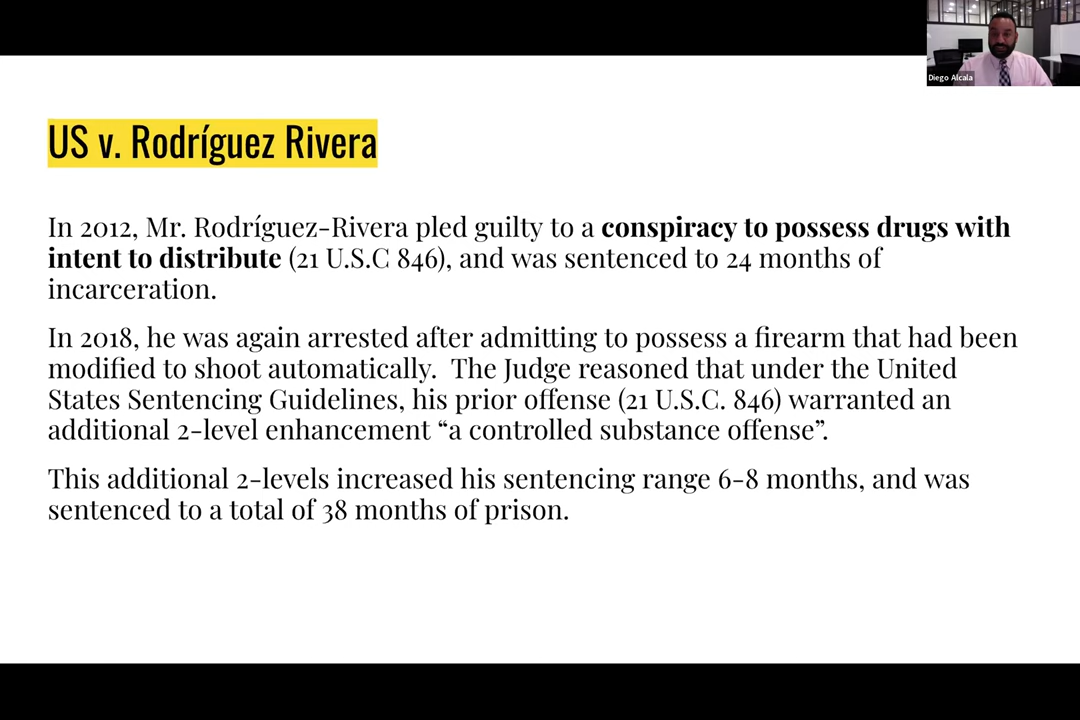 Diego Alcala
US v. Rodríguez Rivera
In 2012, Mr. Rodríguez-Rivera pled guilty to a conspiracy to possess drugs with
intent to distribute (21 U.S.C 846), and was sentenced to 24 months of
incarceration.
In 2018, he was again arrested after admitting to possess a firearm that had been
modified to shoot automatically.  The Judge reasoned that under the United
States Sentencing Guidelines, his prior offense (21 U.S.C. 846) warranted an
additional 2-level enhancement “a controlled substance offense”.
This additional 2-levels increased his sentencing range 6-8 months, and was
sentenced to a total of 38 months of prison.